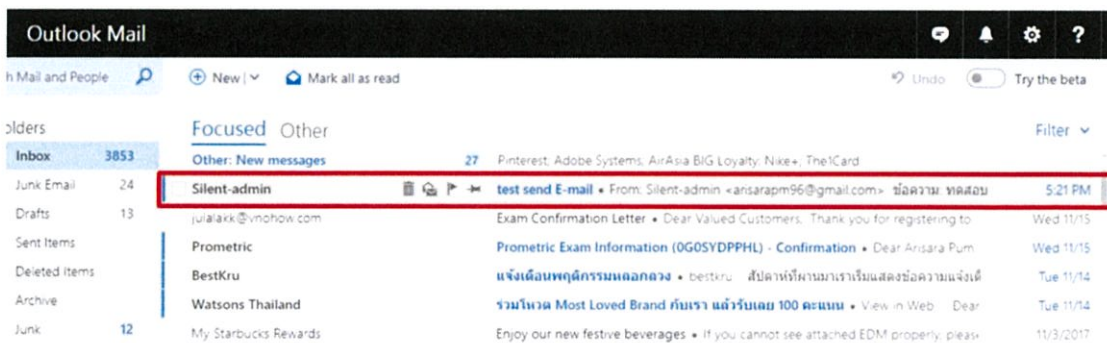 Outlook Mail
h Mail and People New Mark all as read Undo Try the beta
olders Focused Other Filter
Inbox 3853 Other: New messages 27 Pinterest, Adobe Systems, AirAsia BIG Loyalty, Nike+, The1Card
Junk Email 24 Silent-admin test send E-mail • From: Silent-admin <arisarapm96@gmail.com> ข้อความ: ทดสอบ 5:21 PM
Drafts 13 julalakk@vnohow.com Exam Confirmation Letter • Dear Valued Customers, Thank you for registering to Wed 11/15
Sent Items Prometric Prometric Exam Information (0G0SYDPPHL) - Confirmation • Dear Arisara Pum Wed 11/15
Deleted Items BestKru แจ้งเตือนพฤติกรรมหลอกลวง • bestkru สัปดาห์ที่ผ่านมาเราเริ่มแสดงข้อความแจ้งเตื Tue 11/14
Archive Watsons Thailand ร่วมโหวต Most Loved Brand กับเรา แล้วรับเลย 100 คะแนน • View in Web Dear Tue 11/14
Junk 12 My Starbucks Rewards Enjoy our new festive beverages • If you cannot see attached EDM properly, please 11/3/2017